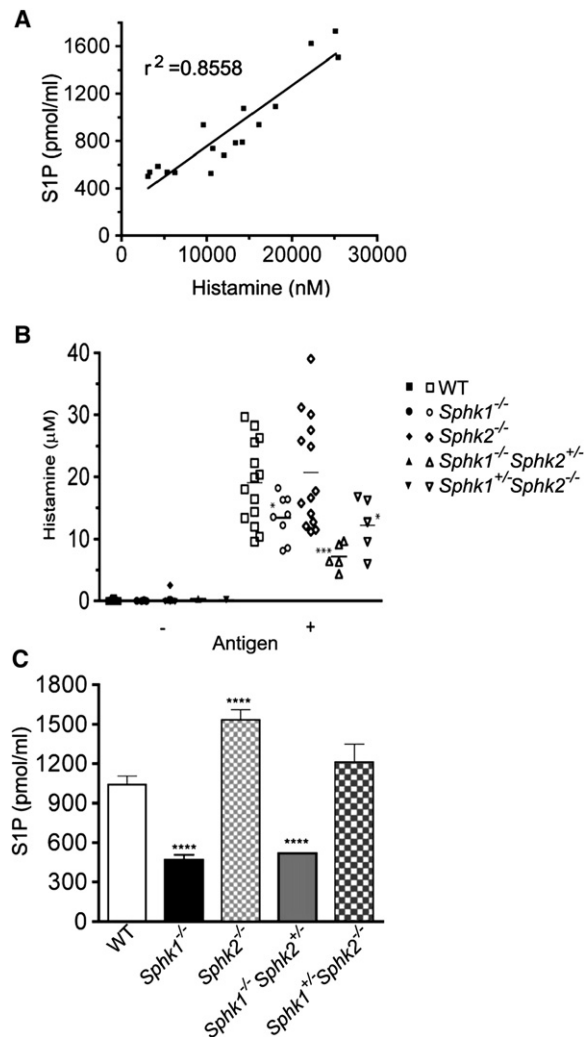 A
1600
1200
800
400
0
S1P (pmol/ml)
r² =0.8558
0 10000 20000 30000
Histamine (nM)
B
40
30
20
10
0
Histamine (μM)
*
***
*
- +
Antigen
WT
Sphk1⁻/⁻
Sphk2⁻/⁻
Sphk1⁻/⁻Sphk2⁺/⁻
Sphk1⁺/⁻Sphk2⁻/⁻
C
1800
1500
1200
900
600
300
0
S1P (pmol/ml)
****
****
****
WT
Sphk1⁻/⁻
Sphk2⁻/⁻
Sphk1⁻/⁻Sphk2⁺/⁻
Sphk1⁺/⁻Sphk2⁻/⁻